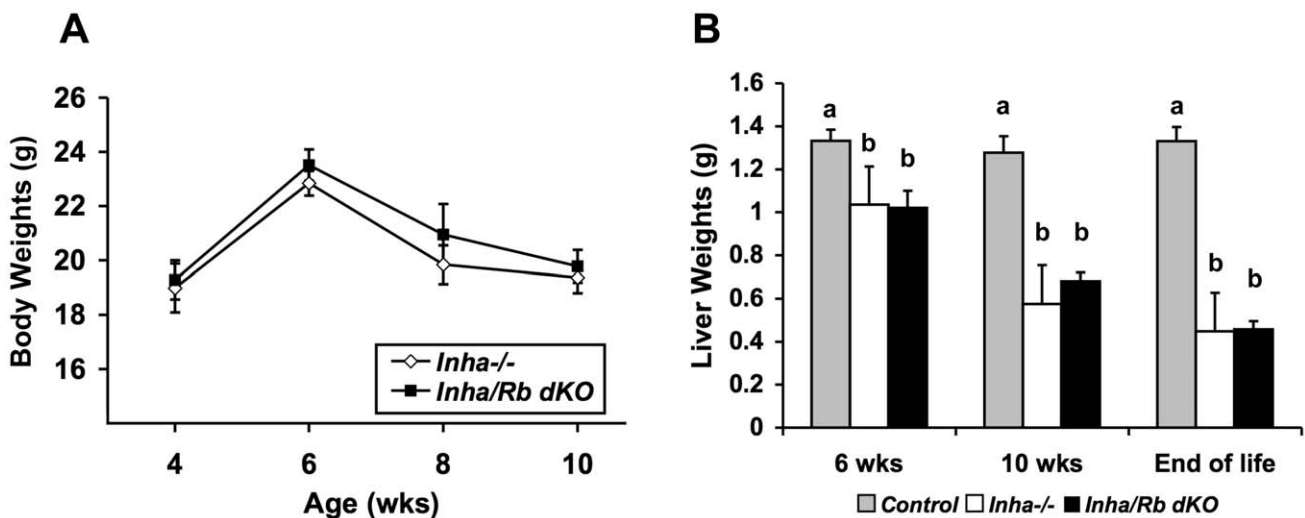 A
Body Weights (g)
26
24
22
20
18
16
4 6 8 10
Age (wks)
Inha-/-
Inha/Rb dKO
B
Liver Weights (g)
1.6
1.4
1.2
1
0.8
0.6
0.4
0.2
0
a b b
a b b
a b b
6 wks 10 wks End of life
Control Inha-/- Inha/Rb dKO